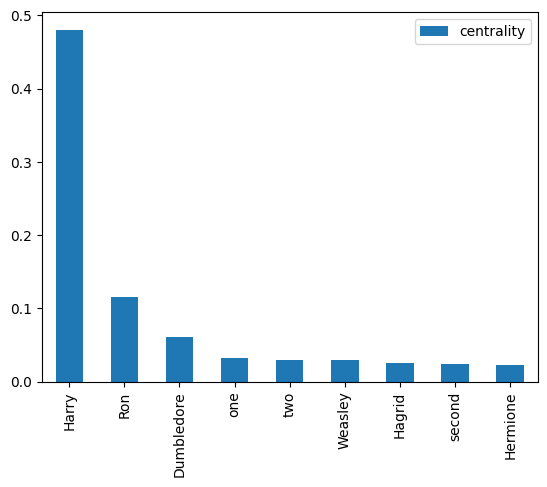 centrality
0.5
0.4
0.3
0.2
0.1
0.0
Harry
Ron
Dumbledore
one
two
Weasley
Hagrid
second
Hermione